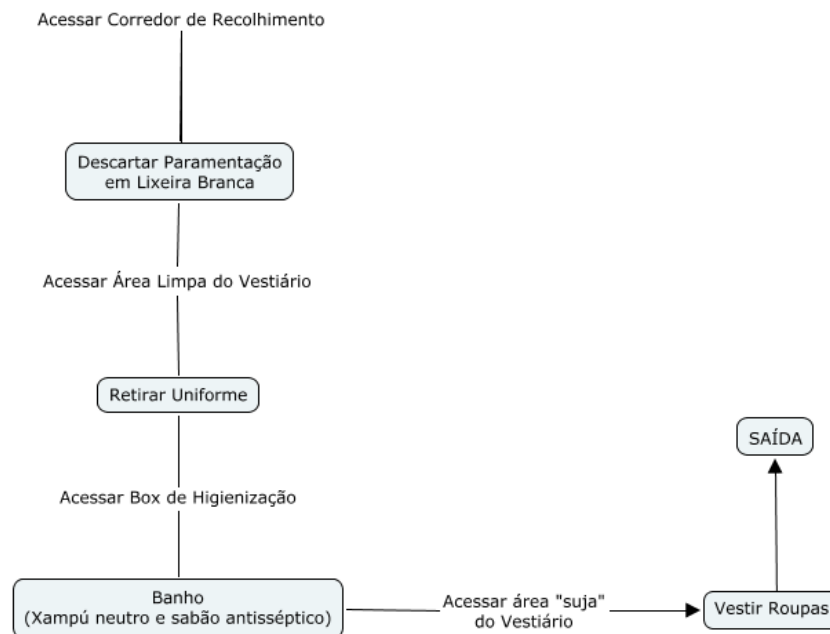 Acessar Corredor de Recolhimento
Descartar Paramentação
em Lixeira Branca
Acessar Área Limpa do Vestiário
Retirar Uniforme
SAÍDA
Acessar Box de Higienização
Banho
(Xampú neutro e sabão antisséptico)
Acessar área "suja"
do Vestiário
Vestir Roupas